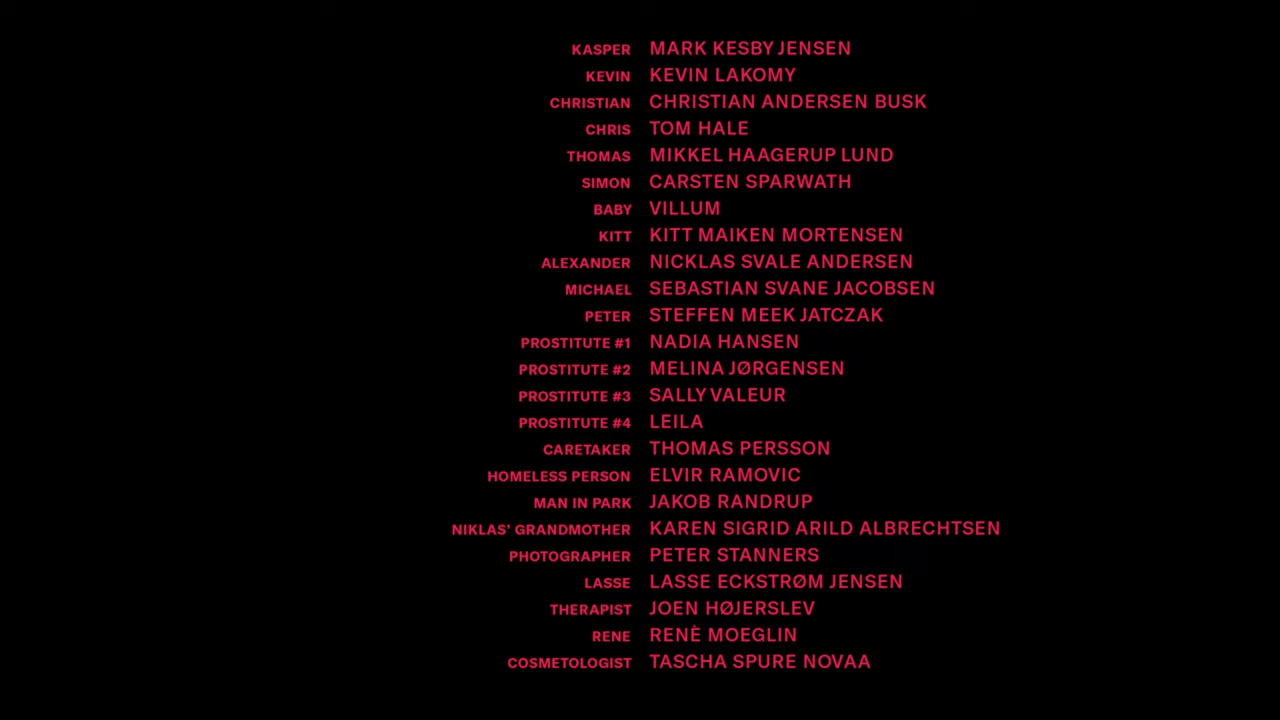 KASPER MARK KESBY JENSEN
KEVIN KEVIN LAKOMY
CHRISTIAN CHRISTIAN ANDERSEN BUSK
CHRIS TOM HALE
THOMAS MIKKEL HAAGERUP LUND
SIMON CARSTEN SPARWATH
BABY VILLUM
KITT KITT MAIKEN MORTENSEN
ALEXANDER NICKLAS SVALE ANDERSEN
MICHAEL SEBASTIAN SVANE JACOBSEN
PETER STEFFEN MEEK JATCZAK
PROSTITUTE #1 NADIA HANSEN
PROSTITUTE #2 MELINA JØRGENSEN
PROSTITUTE #3 SALLY VALEUR
PROSTITUTE #4 LEILA
CARETAKER THOMAS PERSSON
HOMELESS PERSON ELVIR RAMOVIC
MAN IN PARK JAKOB RANDRUP
NIKLAS’ GRANDMOTHER KAREN SIGRID ARILD ALBRECHTSEN
PHOTOGRAPHER PETER STANNERS
LASSE LASSE ECKSTRØM JENSEN
THERAPIST JOEN HØJERSLEV
RENE RENÈ MOEGLIN
COSMETOLOGIST TASCHA SPURE NOVAA